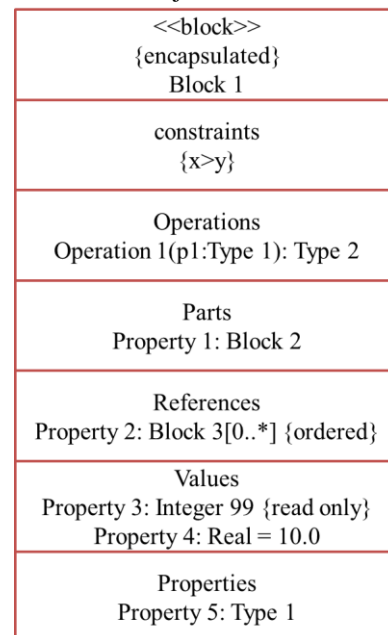 <<block>>
{encapsulated}
Block 1
constraints
{x>y}
Operations
Operation 1(p1:Type 1): Type 2
Parts
Property 1: Block 2
References
Property 2: Block 3[0..*] {ordered}
Values
Property 3: Integer 99 {read only}
Property 4: Real = 10.0
Properties
Property 5: Type 1